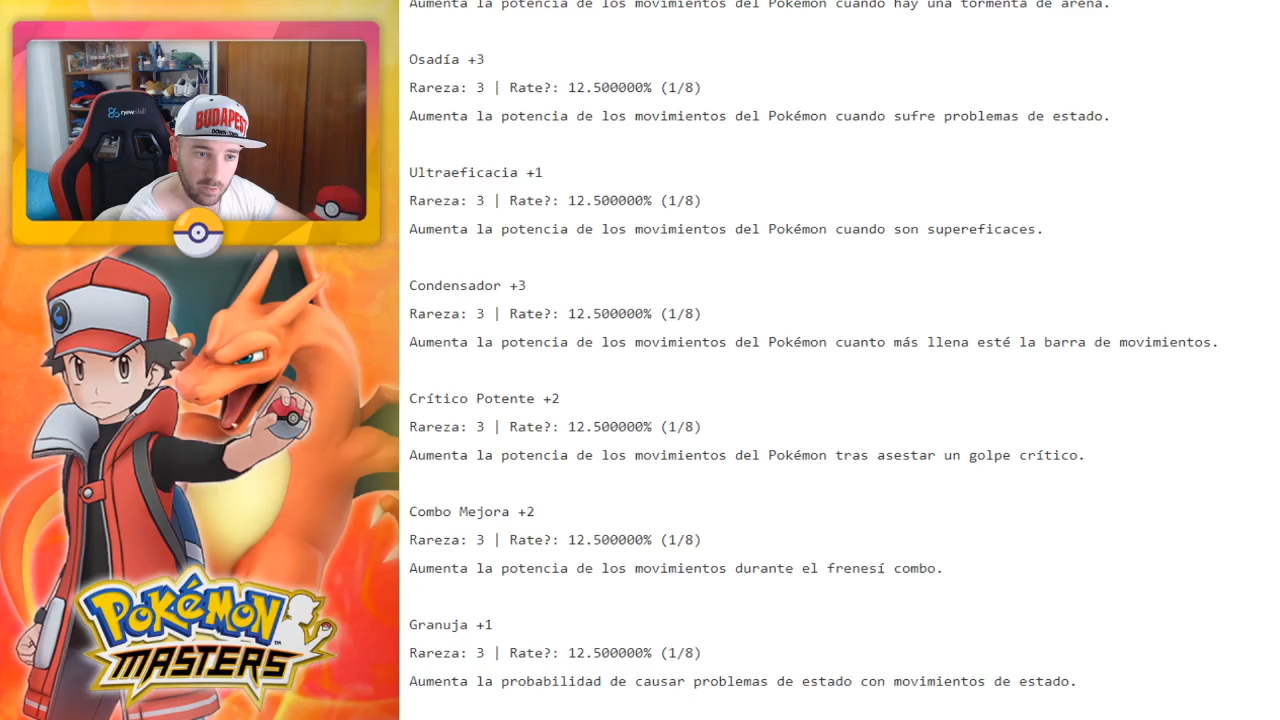 Aumenta la potencia de los movimientos del Pokémon cuando hay una tormenta de arena.
Osadía +3
Rareza: 3 | Rate?: 12.500000% (1/8)
Aumenta la potencia de los movimientos del Pokémon cuando sufre problemas de estado.
Ultraeficacia +1
Rareza: 3 | Rate?: 12.500000% (1/8)
Aumenta la potencia de los movimientos del Pokémon cuando son supereficaces.
Condensador +3
Rareza: 3 | Rate?: 12.500000% (1/8)
Aumenta la potencia de los movimientos del Pokémon cuanto más llena esté la barra de movimientos.
Crítico Potente +2
Rareza: 3 | Rate?: 12.500000% (1/8)
Aumenta la potencia de los movimientos del Pokémon tras asestar un golpe crítico.
Combo Mejora +2
Rareza: 3 | Rate?: 12.500000% (1/8)
Aumenta la potencia de los movimientos durante el frenesí combo.
Granuja +1
Rareza: 3 | Rate?: 12.500000% (1/8)
Aumenta la probabilidad de causar problemas de estado con movimientos de estado.
newskill
BUDAPEST
POKéMON
TM
MASTERS